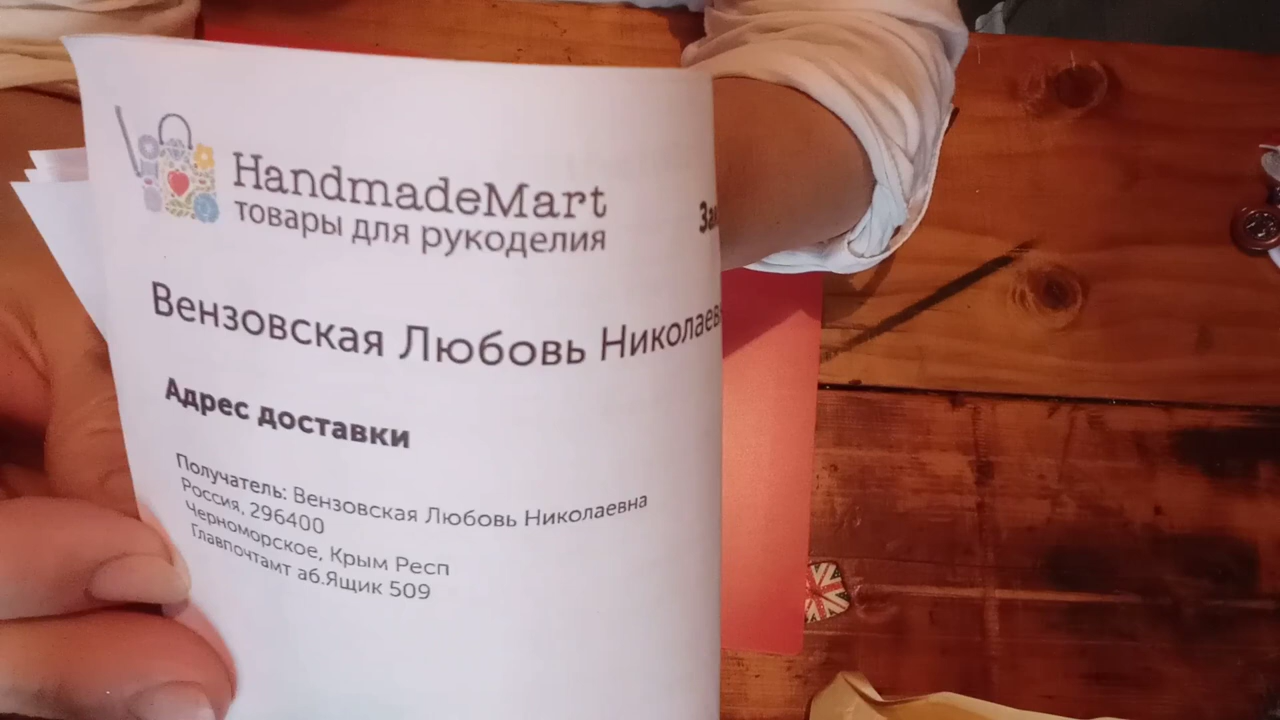 HandmadeMart
товары для рукоделия
Вензовская Любовь Николаев
Адрес доставки
Получатель: Вензовская Любовь Николаевна
Россия, 296400
Черноморское, Крым Респ
Главпочтамт аб.Ящик 509